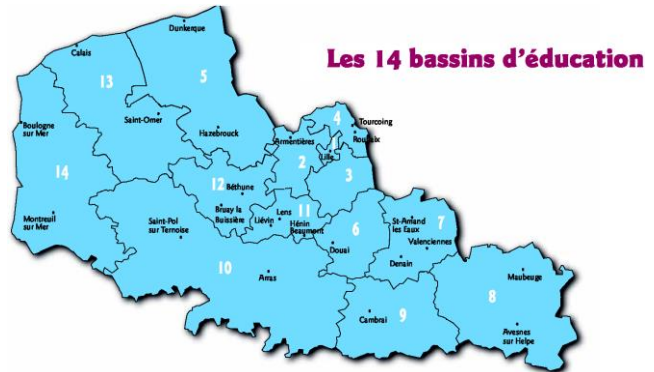 Dunkerque
Les 14 bassins d'éducation
Calais
13
5
Saint-Omer
Hazebrouck
Boulogne
sur Mer
14
Montreuil
sur Mer
4
Tourcoing
Roubaix
Armentières
1
Lille
2
3
12
Béthune
Bruay la
Buissière
11
Lens
Liévin
Hénin
Beaumont
Saint-Pol
sur Ternoise
6
Douai
St-Amand
les Eaux
7
Valenciennes
Denain
10
Arras
9
Cambrai
8
Maubeuge
Avesnes
sur Helpe